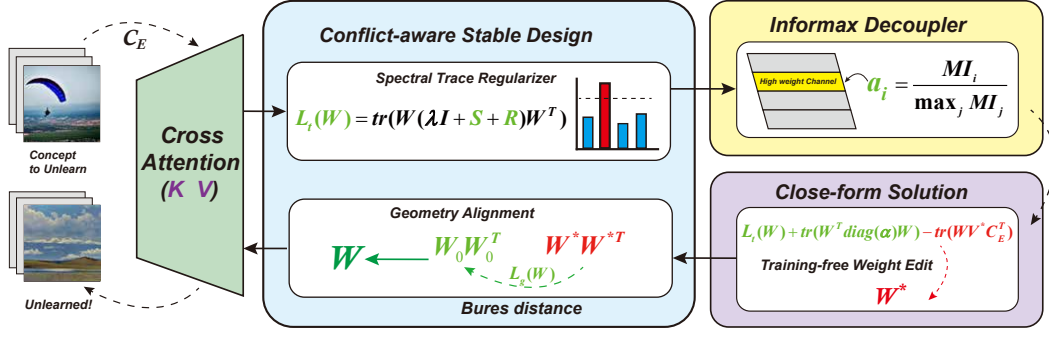 C_E
Concept
to Unlearn
Unlearned!
Cross
Attention
(K V)
Conflict-aware Stable Design
Spectral Trace Regularizer
L_t(W) = tr(W(λI + S + R)W^T)
Geometry Alignment
W
W_0W_0^T
W^*W^{*T}
L_g(W)
Bures distance
Informax Decoupler
High weight Channel
a_i = MI_i / max_j MI_j
Close-form Solution
L_t(W) + tr(W^T diag(α)W) − tr(WV^*C_E^T)
Training-free Weight Edit
W^*